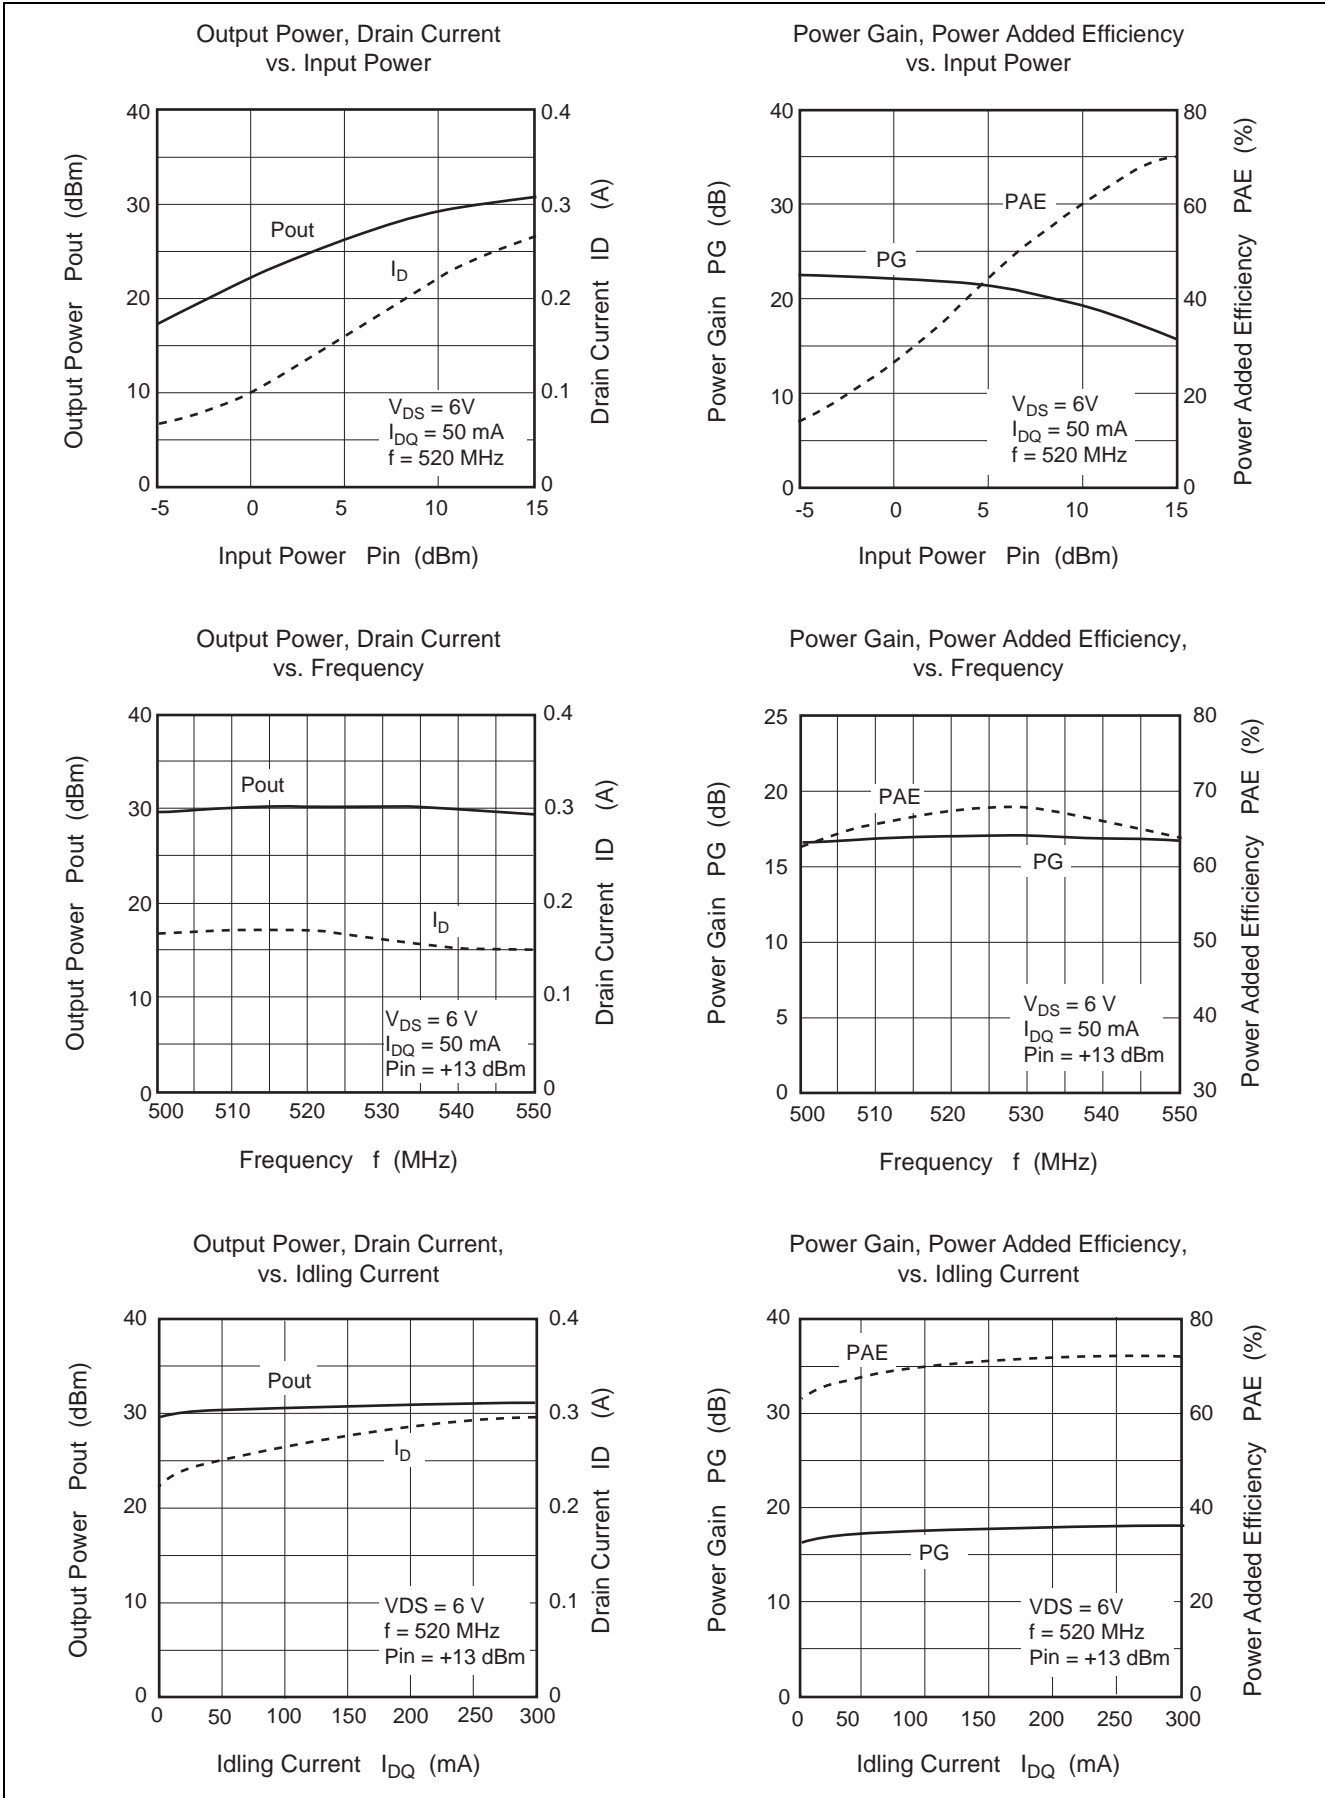 Output Power, Drain Current
vs. Input Power
40
30
20
10
0
0.4
0.3
0.2
0.1
0
-5 0 5 10 15
Output Power Pout (dBm)
Drain Current ID (A)
Pout
I_D
V_DS = 6V
I_DQ = 50 mA
f = 520 MHz
Input Power Pin (dBm)
Power Gain, Power Added Efficiency
vs. Input Power
40
30
20
10
0
80
60
40
20
0
-5 0 5 10 15
Power Gain PG (dB)
Power Added Efficiency PAE (%)
PAE
PG
V_DS = 6V
I_DQ = 50 mA
f = 520 MHz
Input Power Pin (dBm)
Output Power, Drain Current
vs. Frequency
40
30
20
10
0
0.4
0.3
0.2
0.1
0
500 510 520 530 540 550
Output Power Pout (dBm)
Drain Current ID (A)
Pout
I_D
V_DS = 6 V
I_DQ = 50 mA
Pin = +13 dBm
Frequency f (MHz)
Power Gain, Power Added Efficiency,
vs. Frequency
25
20
15
10
5
0
80
70
60
50
40
30
500 510 520 530 540 550
Power Gain PG (dB)
Power Added Efficiency PAE (%)
PAE
PG
V_DS = 6 V
I_DQ = 50 mA
Pin = +13 dBm
Frequency f (MHz)
Output Power, Drain Current,
vs. Idling Current
40
30
20
10
0
0.4
0.3
0.2
0.1
0
0 50 100 150 200 250 300
Output Power Pout (dBm)
Drain Current ID (A)
Pout
I_D
VDS = 6 V
f = 520 MHz
Pin = +13 dBm
Idling Current I_DQ (mA)
Power Gain, Power Added Efficiency,
vs. Idling Current
40
30
20
10
0
80
60
40
20
0
0 50 100 150 200 250 300
Power Gain PG (dB)
Power Added Efficiency PAE (%)
PAE
PG
VDS = 6V
f = 520 MHz
Pin = +13 dBm
Idling Current I_DQ (mA)